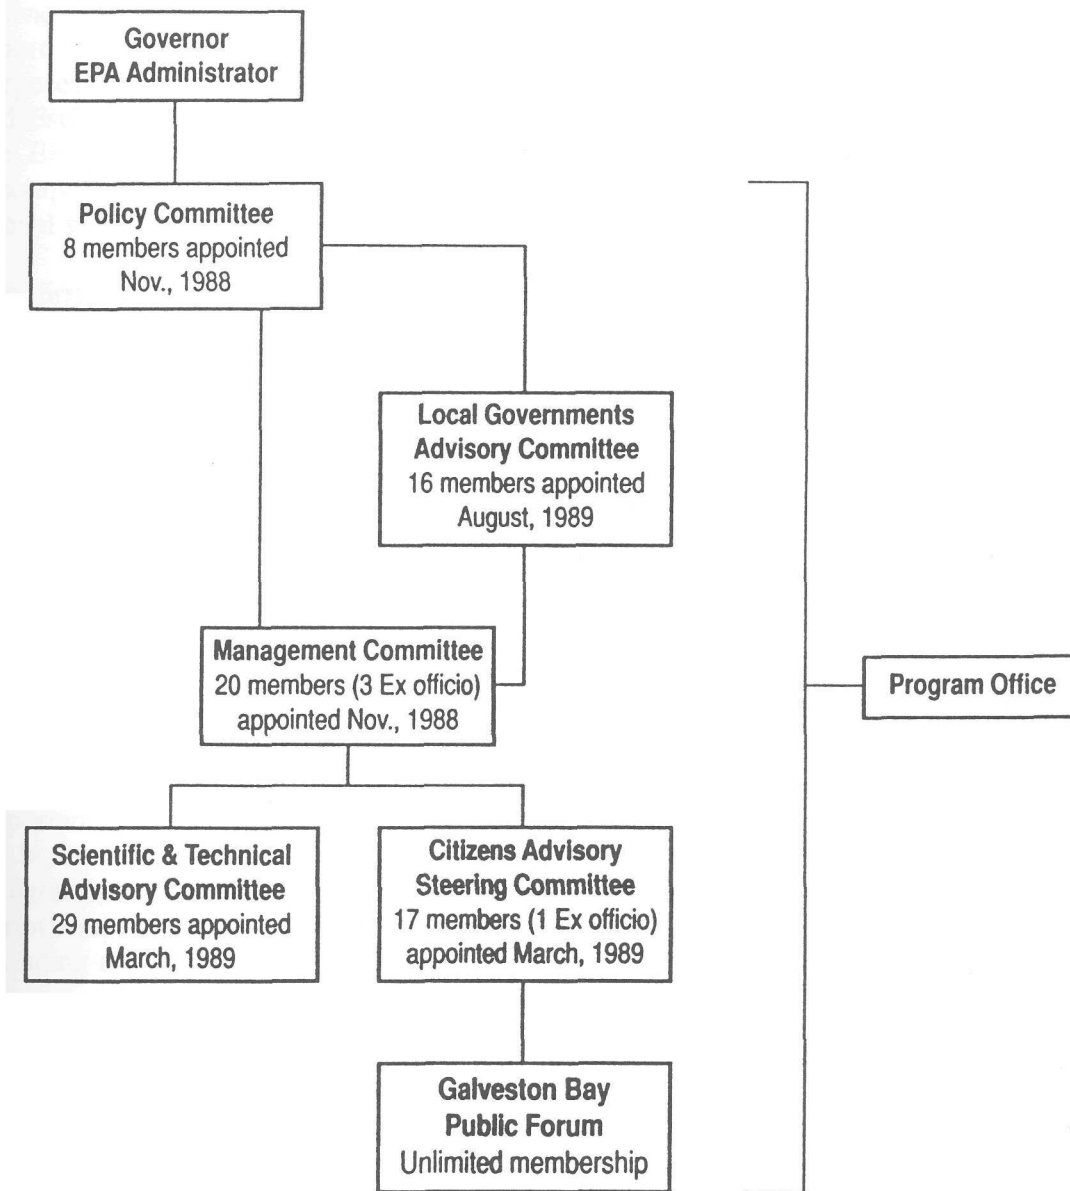 Governor
EPA Administrator
Policy Committee
8 members appointed
Nov., 1988
Local Governments
Advisory Committee
16 members appointed
August, 1989
Management Committee
20 members (3 Ex officio)
appointed Nov., 1988
Program Office
Scientific & Technical
Advisory Committee
29 members appointed
March, 1989
Citizens Advisory
Steering Committee
17 members (1 Ex officio)
appointed March, 1989
Galveston Bay
Public Forum
Unlimited membership